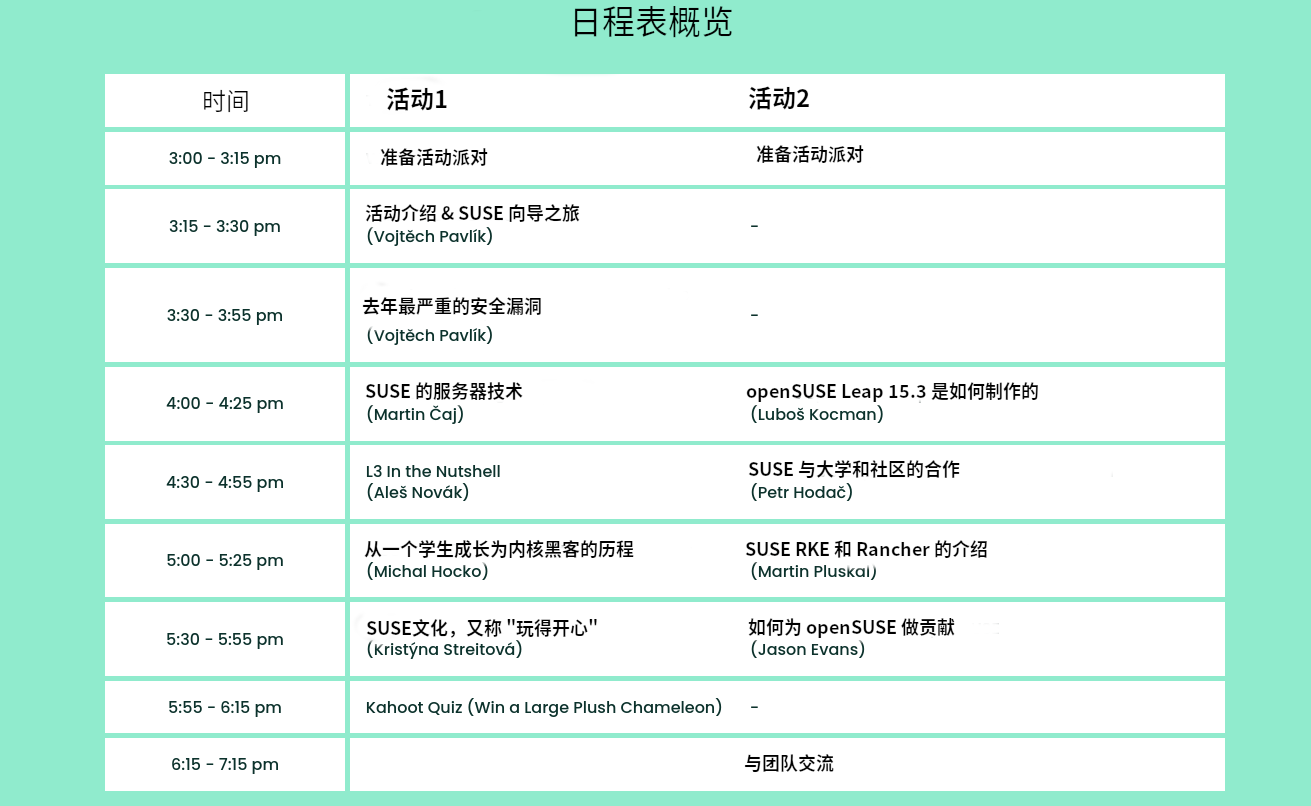 日程表概览
时间 活动1 活动2
3:00 - 3:15 pm 准备活动派对 准备活动派对
3:15 - 3:30 pm 活动介绍 & SUSE 向导之旅 -
(Vojtěch Pavlík)
3:30 - 3:55 pm 去年最严重的安全漏洞 -
(Vojtěch Pavlík)
4:00 - 4:25 pm SUSE 的服务器技术 openSUSE Leap 15.3 是如何制作的
(Martin Čaj) (Luboš Kocman)
4:30 - 4:55 pm L3 In the Nutshell SUSE 与大学和社区的合作
(Aleš Novák) (Petr Hodač)
5:00 - 5:25 pm 从一个学生成长为内核黑客的历程 SUSE RKE 和 Rancher 的介绍
(Michal Hocko) (Martin Pluskal)
5:30 - 5:55 pm SUSE文化，又称 "玩得开心" 如何为 openSUSE 做贡献
(Kristýna Streitová) (Jason Evans)
5:55 - 6:15 pm Kahoot Quiz (Win a Large Plush Chameleon) -
6:15 - 7:15 pm 与团队交流